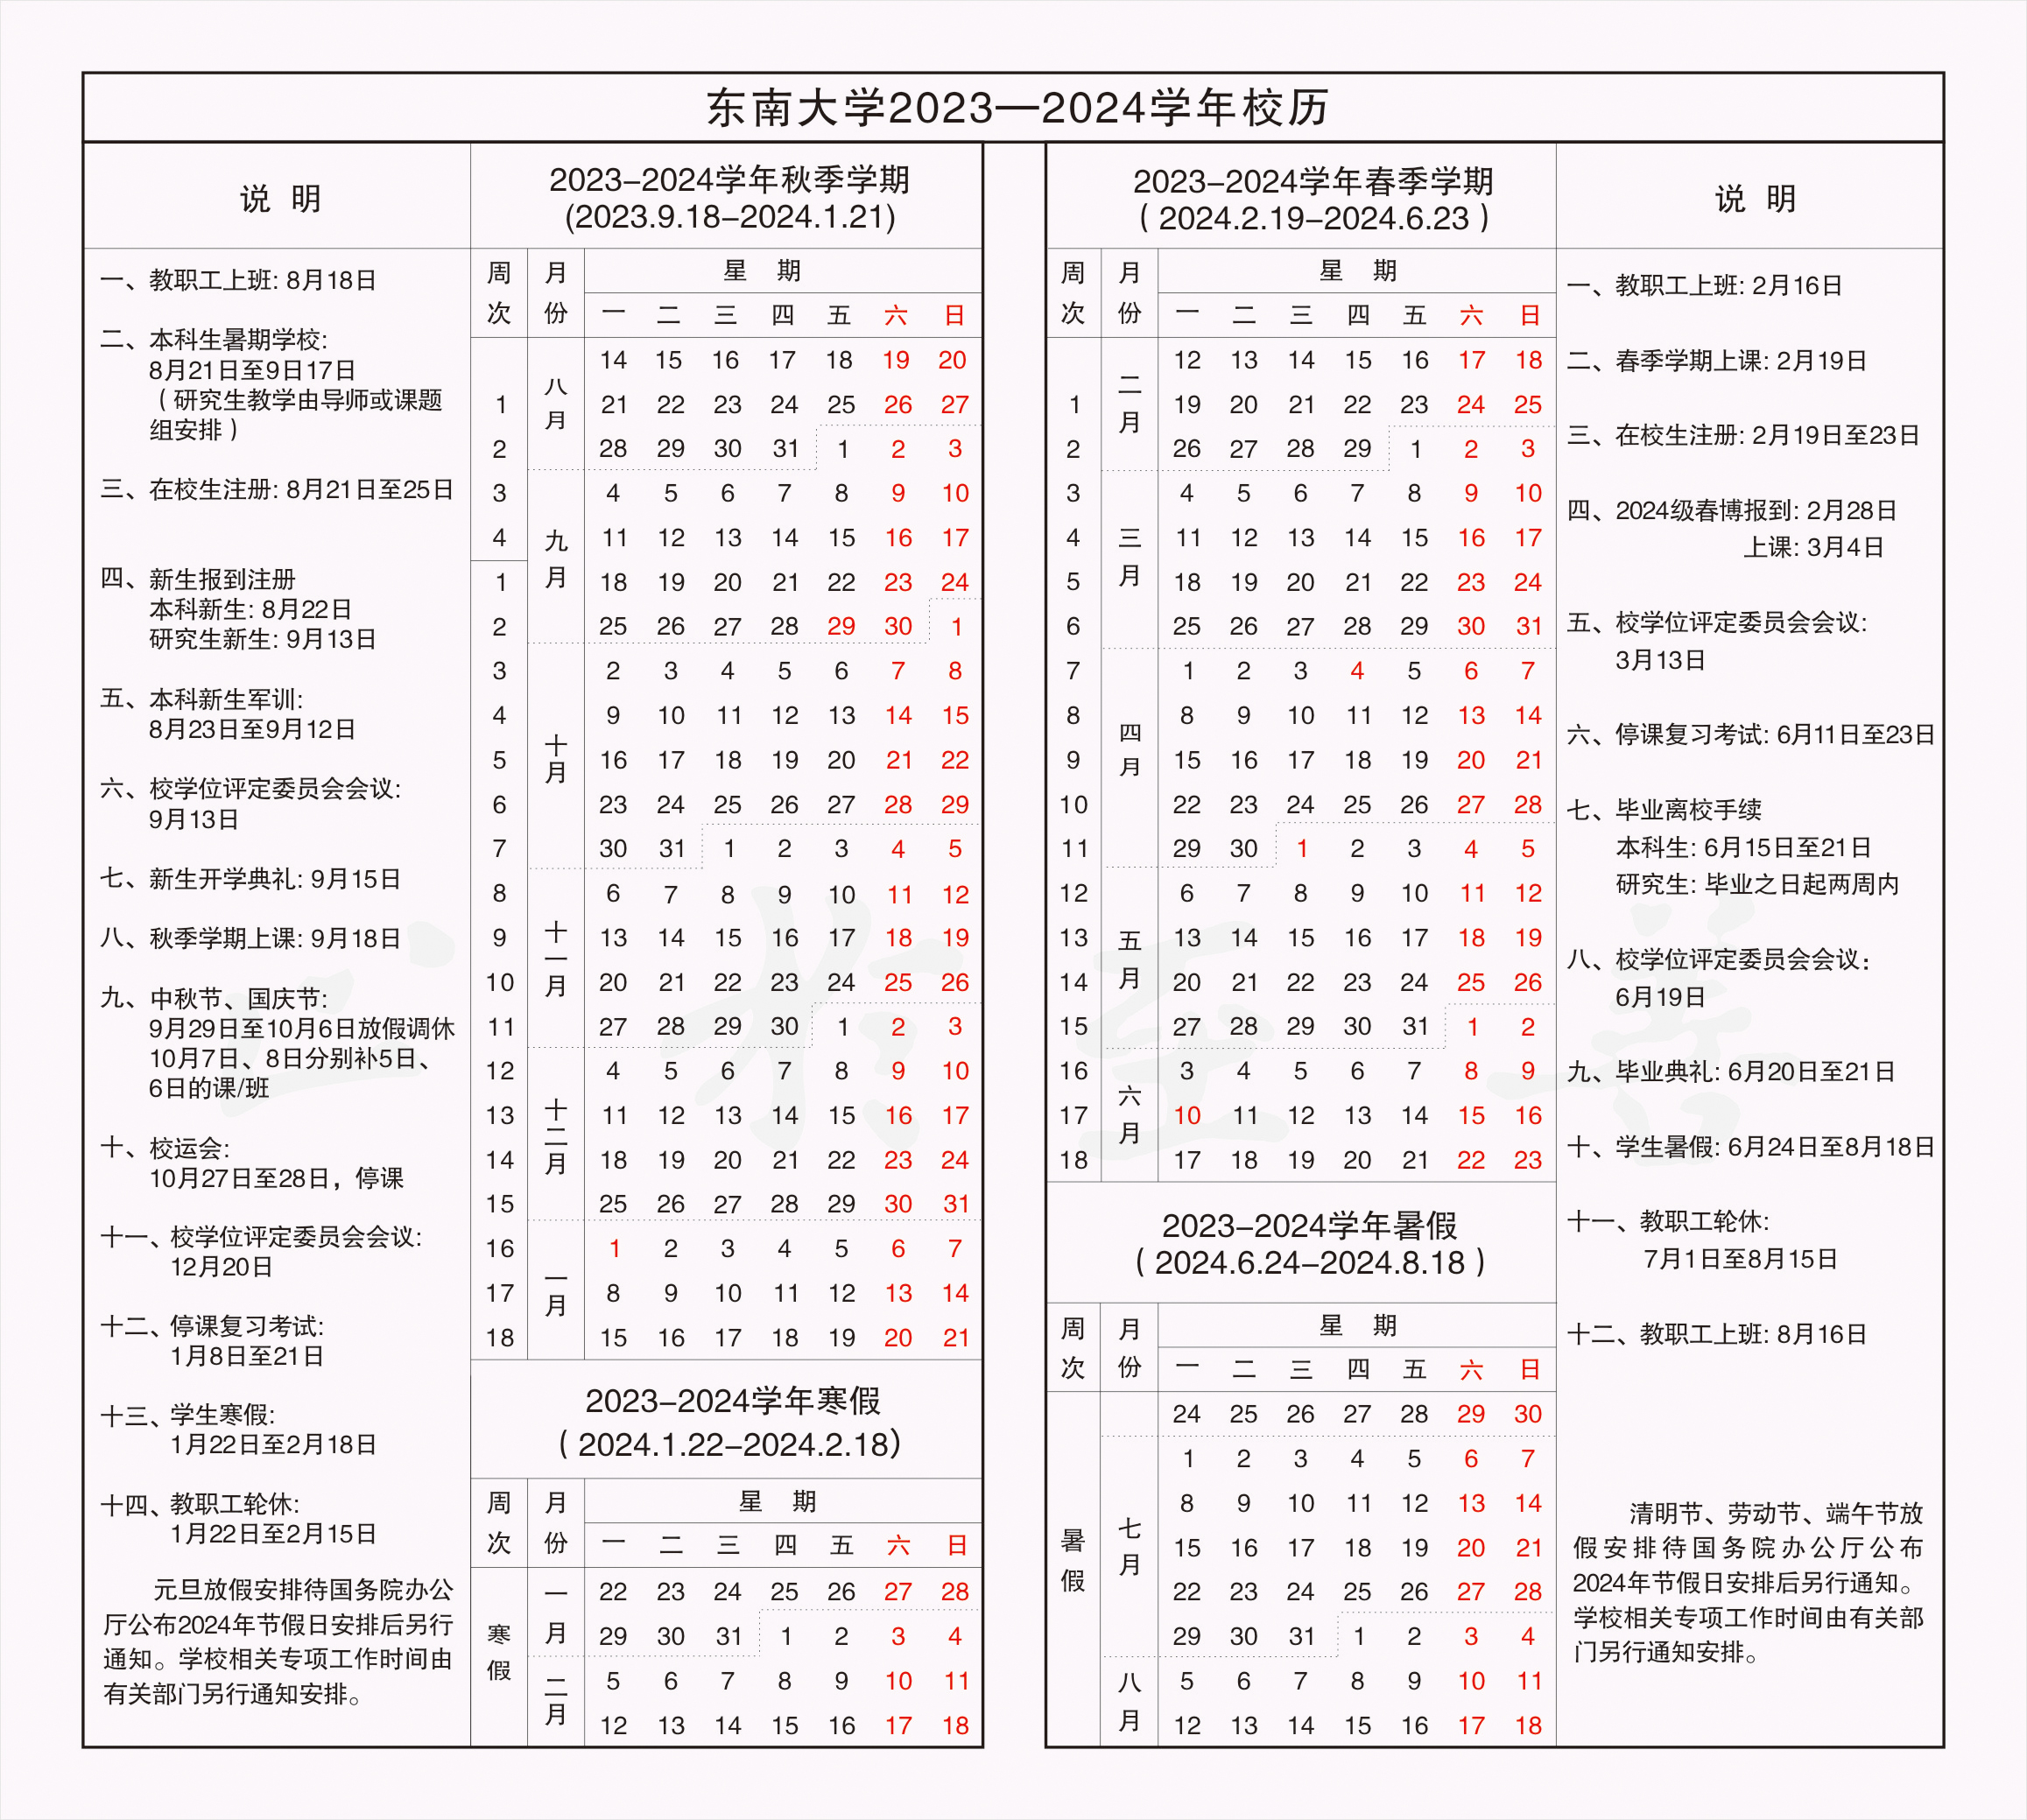 东南大学2023—2024学年校历
说 明
一、教职工上班: 8月18日
二、本科生暑期学校:
8月21日至9日17日
（研究生教学由导师或课题
组安排）
三、在校生注册: 8月21日至25日
四、新生报到注册
本科新生: 8月22日
研究生新生: 9月13日
五、本科新生军训:
8月23日至9月12日
六、校学位评定委员会会议:
9月13日
七、新生开学典礼: 9月15日
八、秋季学期上课: 9月18日
九、中秋节、国庆节:
9月29日至10月6日放假调休
10月7日、8日分别补5日、
6日的课/班
十、校运会:
10月27日至28日，停课
十一、校学位评定委员会会议:
12月20日
十二、停课复习考试:
1月8日至21日
十三、学生寒假:
1月22日至2月18日
十四、教职工轮休:
1月22日至2月15日
元旦放假安排待国务院办公
厅公布2024年节假日安排后另行
通知。学校相关专项工作时间由
有关部门另行通知安排。
2023–2024学年秋季学期
(2023.9.18–2024.1.21)
周次 月份 星 期
一 二 三 四 五 六 日
八月
14 15 16 17 18 19 20
1 21 22 23 24 25 26 27
2 28 29 30 31 1 2 3
九月
3 4 5 6 7 8 9 10
4 11 12 13 14 15 16 17
1 18 19 20 21 22 23 24
2 25 26 27 28 29 30 1
十月
3 2 3 4 5 6 7 8
4 9 10 11 12 13 14 15
5 16 17 18 19 20 21 22
6 23 24 25 26 27 28 29
7 30 31 1 2 3 4 5
十一月
8 6 7 8 9 10 11 12
9 13 14 15 16 17 18 19
10 20 21 22 23 24 25 26
11 27 28 29 30 1 2 3
十二月
12 4 5 6 7 8 9 10
13 11 12 13 14 15 16 17
14 18 19 20 21 22 23 24
15 25 26 27 28 29 30 31
一月
16 1 2 3 4 5 6 7
17 8 9 10 11 12 13 14
18 15 16 17 18 19 20 21
2023–2024学年寒假
（2024.1.22–2024.2.18）
周次 月份 星 期
一 二 三 四 五 六 日
寒假
一月
22 23 24 25 26 27 28
29 30 31 1 2 3 4
二月
5 6 7 8 9 10 11
12 13 14 15 16 17 18
2023–2024学年春季学期
（2024.2.19–2024.6.23）
周次 月份 星 期
一 二 三 四 五 六 日
二月
12 13 14 15 16 17 18
1 19 20 21 22 23 24 25
2 26 27 28 29 1 2 3
三月
3 4 5 6 7 8 9 10
4 11 12 13 14 15 16 17
5 18 19 20 21 22 23 24
6 25 26 27 28 29 30 31
四月
7 1 2 3 4 5 6 7
8 8 9 10 11 12 13 14
9 15 16 17 18 19 20 21
10 22 23 24 25 26 27 28
11 29 30 1 2 3 4 5
五月
12 6 7 8 9 10 11 12
13 13 14 15 16 17 18 19
14 20 21 22 23 24 25 26
15 27 28 29 30 31 1 2
六月
16 3 4 5 6 7 8 9
17 10 11 12 13 14 15 16
18 17 18 19 20 21 22 23
2023–2024学年暑假
（2024.6.24–2024.8.18）
周次 月份 星 期
一 二 三 四 五 六 日
暑假
24 25 26 27 28 29 30
七月
1 2 3 4 5 6 7
8 9 10 11 12 13 14
15 16 17 18 19 20 21
22 23 24 25 26 27 28
29 30 31 1 2 3 4
八月
5 6 7 8 9 10 11
12 13 14 15 16 17 18
说 明
一、教职工上班: 2月16日
二、春季学期上课: 2月19日
三、在校生注册: 2月19日至23日
四、2024级春博报到: 2月28日
上课: 3月4日
五、校学位评定委员会会议:
3月13日
六、停课复习考试: 6月11日至23日
七、毕业离校手续
本科生: 6月15日至21日
研究生: 毕业之日起两周内
八、校学位评定委员会会议：
6月19日
九、毕业典礼: 6月20日至21日
十、学生暑假: 6月24日至8月18日
十一、教职工轮休:
7月1日至8月15日
十二、教职工上班: 8月16日
清明节、劳动节、端午节放
假安排待国务院办公厅公布
2024年节假日安排后另行通知。
学校相关专项工作时间由有关部
门另行通知安排。
止於至善